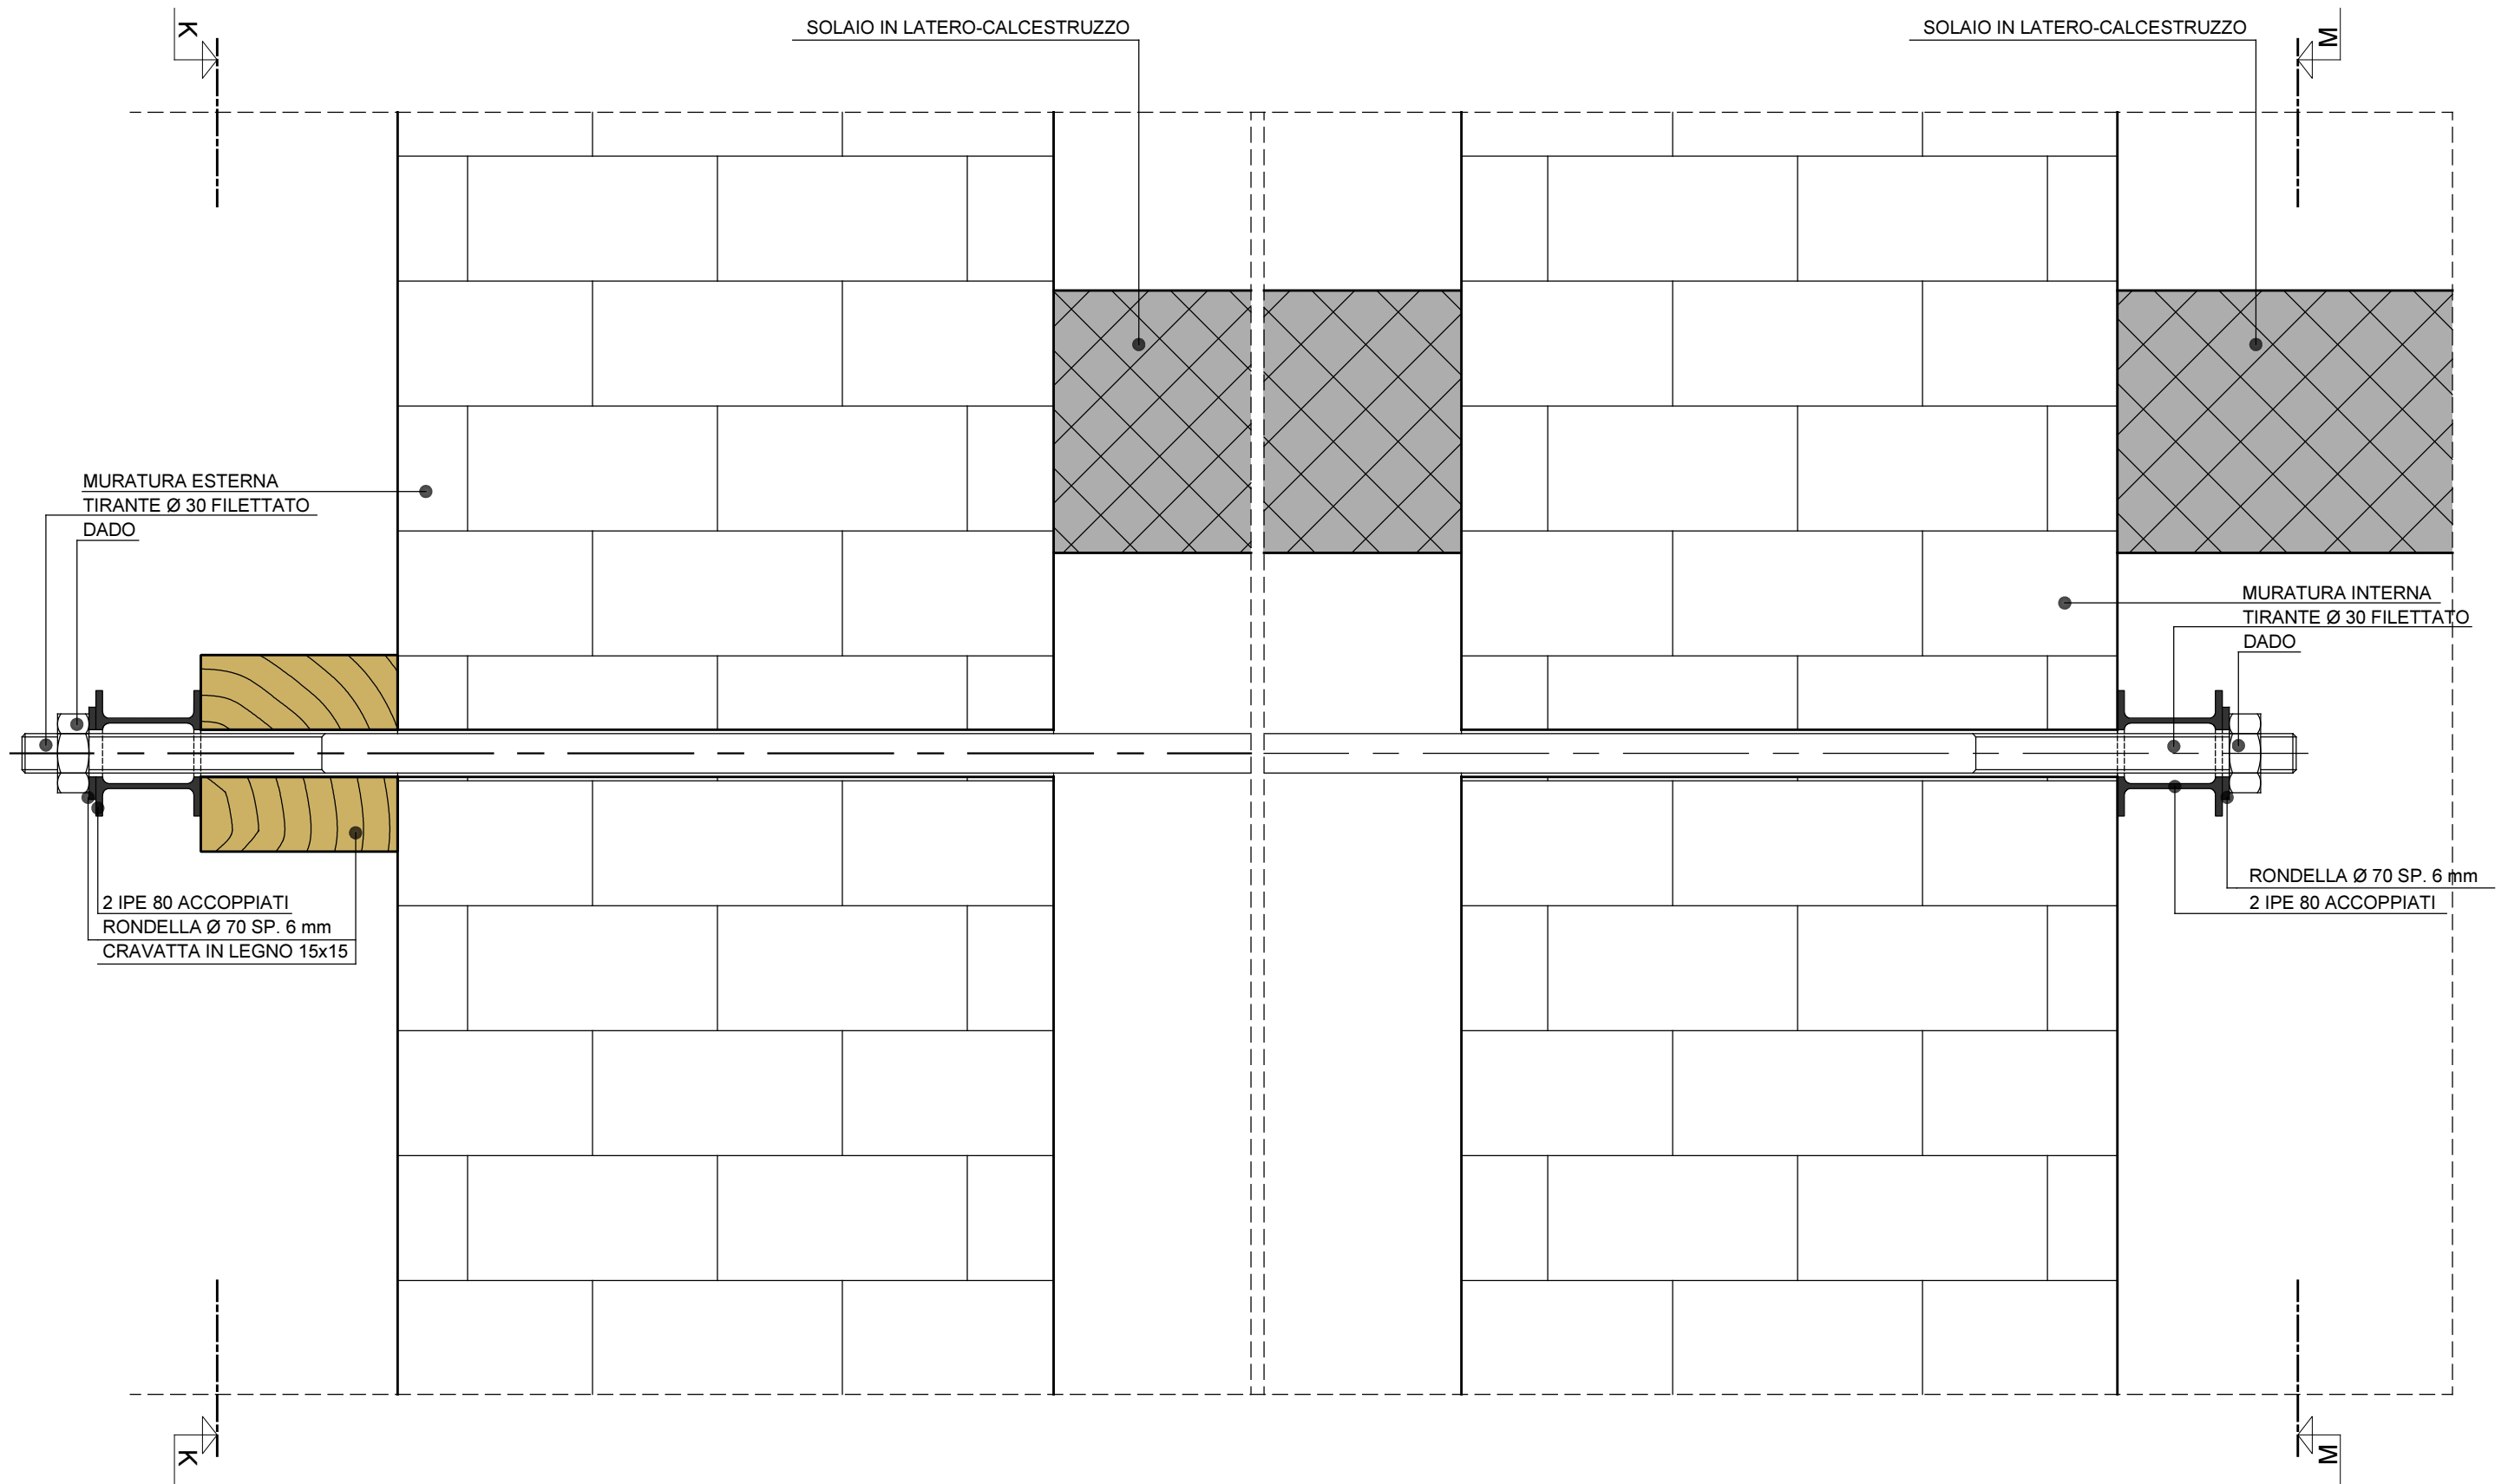 K
SOLAIO IN LATERO-CALCESTRUZZO
SOLAIO IN LATERO-CALCESTRUZZO
M
MURATURA ESTERNA
TIRANTE Ø 30 FILETTATO
DADO
MURATURA INTERNA
TIRANTE Ø 30 FILETTATO
DADO
2 IPE 80 ACCOPPIATI
RONDELLA Ø 70 SP. 6 mm
CRAVATTA IN LEGNO 15x15
RONDELLA Ø 70 SP. 6 mm
2 IPE 80 ACCOPPIATI
K
M